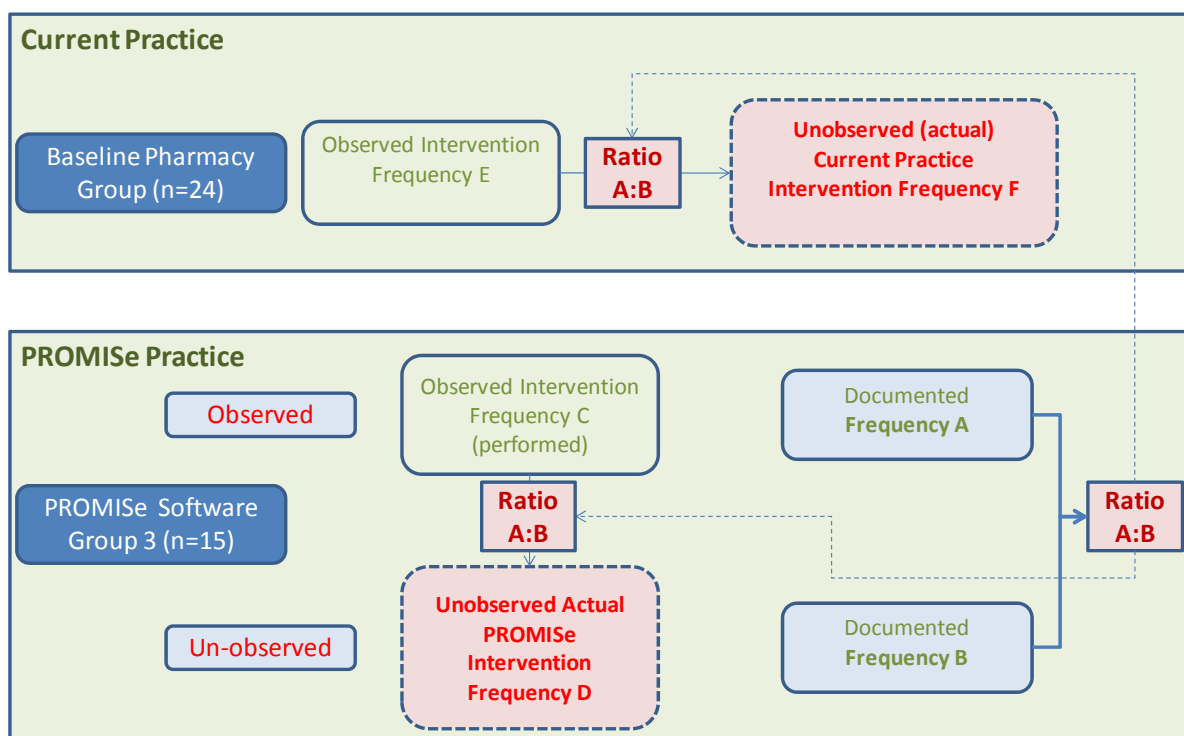 Current Practice
Baseline Pharmacy
Group (n=24)
Observed Intervention
Frequency E
Ratio
A:B
Unobserved (actual)
Current Practice
Intervention Frequency F
PROMISe Practice
Observed
Observed Intervention
Frequency C
(performed)
Documented
Frequency A
PROMISe Software
Group 3 (n=15)
Ratio
A:B
Ratio
A:B
Un-observed
Unobserved Actual
PROMISe
Intervention
Frequency D
Documented
Frequency B